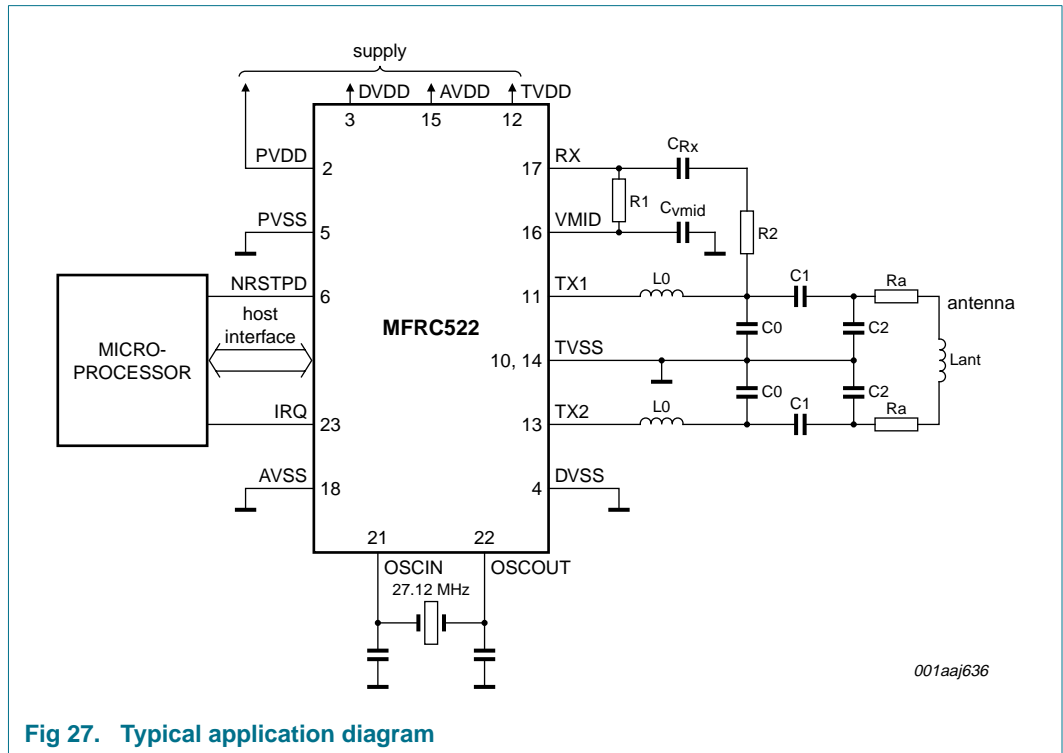 supply
DVDD
AVDD
TVDD
3
15
12
PVDD
2
17
RX
CRx
R1
Cvmid
PVSS
5
16
VMID
R2
NRSTPD
6
11
TX1
L0
C1
Ra
antenna
host
interface
MFRC522
C0
C2
MICRO-
PROCESSOR
10, 14
TVSS
Lant
C0
C2
IRQ
23
13
TX2
L0
C1
Ra
AVSS
18
4
DVSS
21
22
OSCIN
OSCOUT
27.12 MHz
001aaj636
Fig 27. Typical application diagram